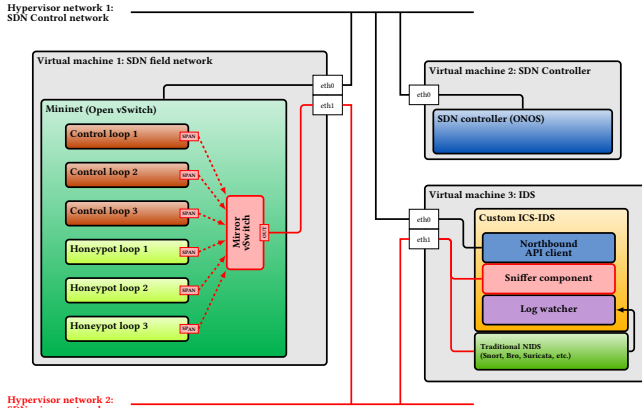 Hypervisor network 1:
SDN Control network
Virtual machine 1: SDN field network
eth0
eth1
Mininet (Open vSwitch)
Control loop 1
SPAN
Control loop 2
SPAN
Control loop 3
SPAN
Honeypot loop 1
SPAN
Honeypot loop 2
SPAN
Honeypot loop 3
SPAN
Mirror
vSwitch
OUT
Virtual machine 2: SDN Controller
eth0
SDN controller (ONOS)
Virtual machine 3: IDS
eth0
eth1
Custom ICS-IDS
Northbound
API client
Sniffer component
Log watcher
Traditional NIDS
(Snort, Bro, Suricata, etc.)
Hypervisor network 2: